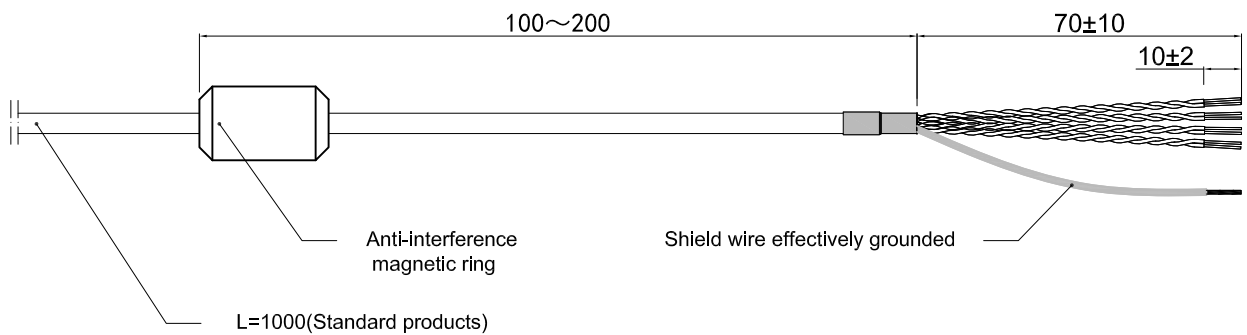 100～200
70±10
10±2
Anti-interference
magnetic ring
Shield wire effectively grounded
L=1000(Standard products)